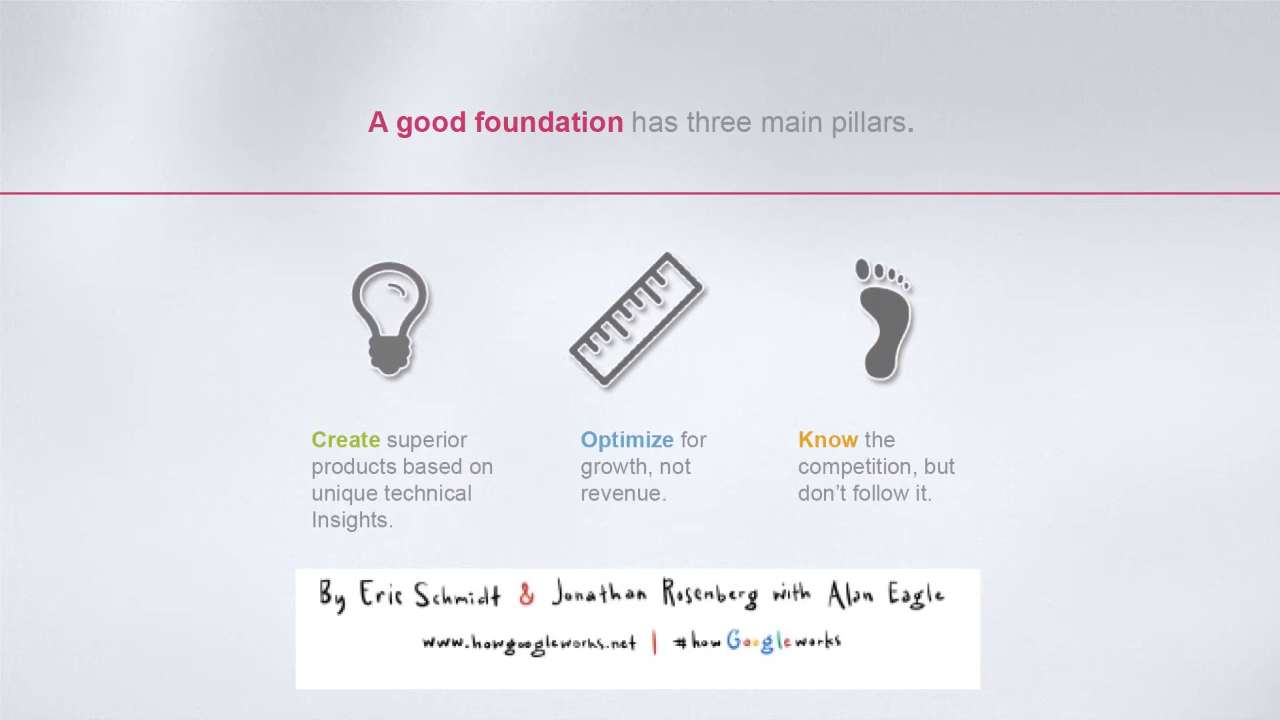 A good foundation has three main pillars.
Create superior
products based on
unique technical
Insights.
Optimize for
growth, not
revenue.
Know the
competition, but
don’t follow it.
By Eric Schmidt & Jonathan Rosenberg with Alan Eagle
www.howgoogleworks.net | #howGoogleworks